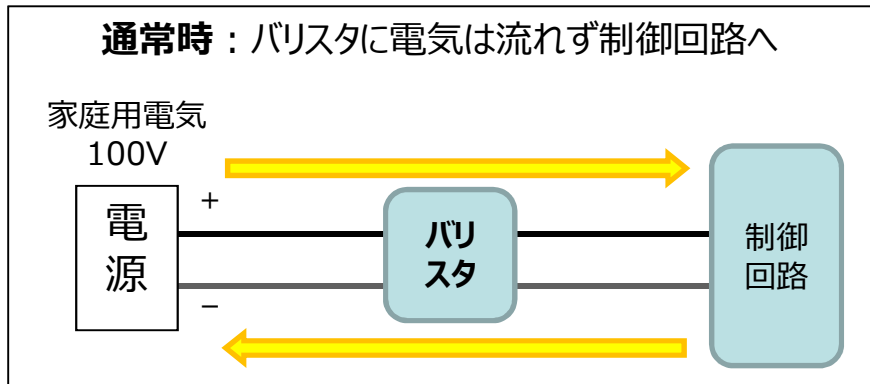 通常時：バリスタに電気は流れず制御回路へ
家庭用電気
100V
電
源
+
−
バリ
スタ
制御
回路